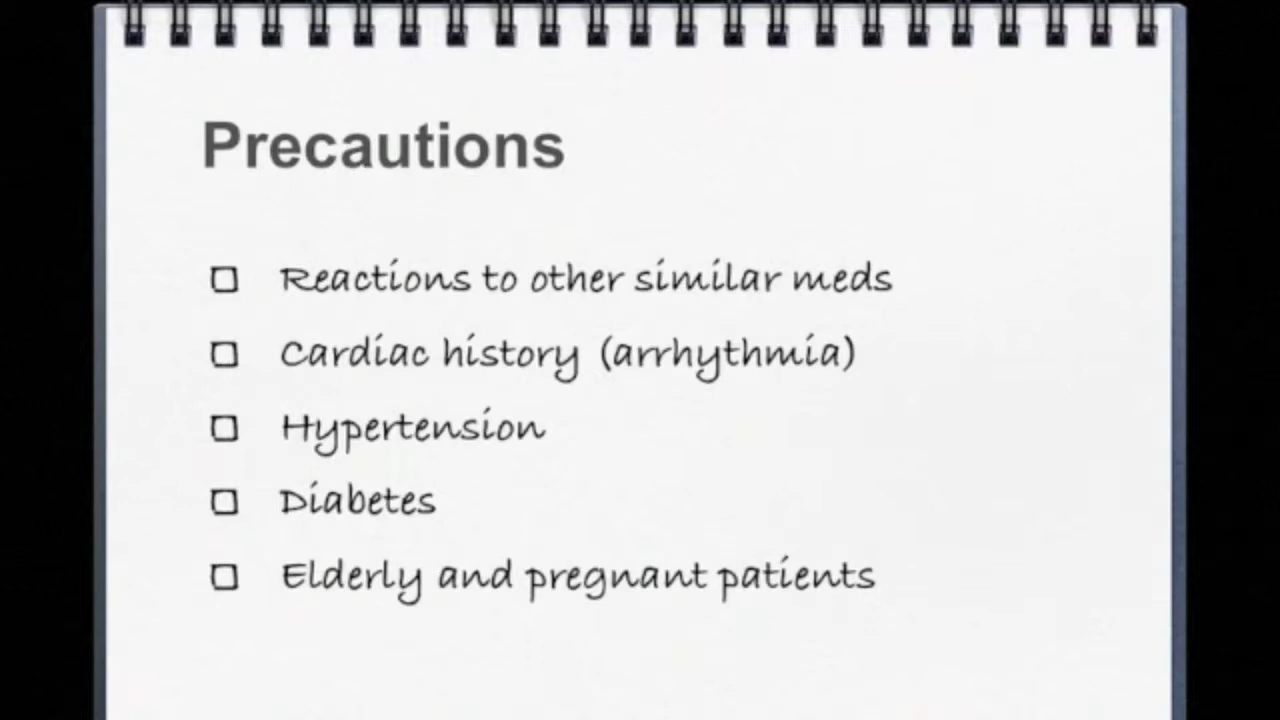 Precautions
Reactions to other similar meds
Cardiac history (arrhythmia)
Hypertension
Diabetes
Elderly and pregnant patients